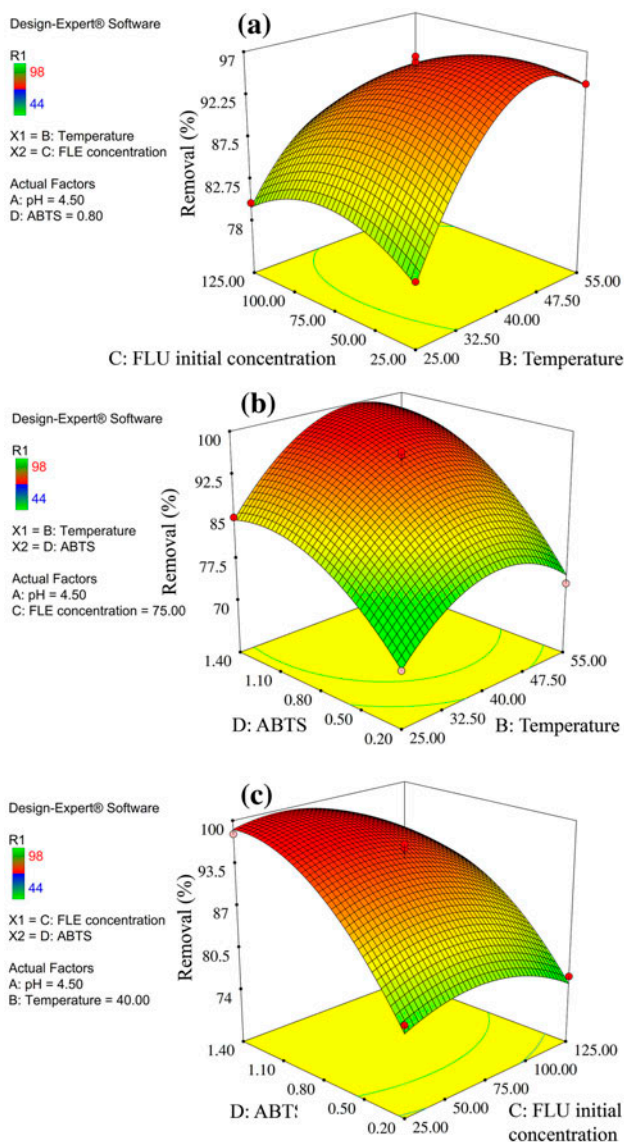 (a)
Design-Expert® Software
R1
98
44
X1 = B: Temperature
X2 = C: FLE concentration
Actual Factors
A: pH = 4.50
D: ABTS = 0.80
Removal (%)
97
92.25
87.5
82.75
78
125.00
100.00
75.00
50.00
25.00
25.00
32.50
40.00
47.50
55.00
C: FLU initial concentration
B: Temperature
(b)
Design-Expert® Software
R1
98
44
X1 = B: Temperature
X2 = D: ABTS
Actual Factors
A: pH = 4.50
C: FLE concentration = 75.00
Removal (%)
100
92.5
85
77.5
70
1.40
1.10
0.80
0.50
0.20
25.00
32.50
40.00
47.50
55.00
D: ABTS
B: Temperature
(c)
Design-Expert® Software
R1
98
44
X1 = C: FLE concentration
X2 = D: ABTS
Actual Factors
A: pH = 4.50
B: Temperature = 40.00
Removal (%)
100
93.5
87
80.5
74
1.40
1.10
0.80
0.50
0.20
25.00
50.00
75.00
100.00
125.00
D: ABTS
C: FLU initial
concentration